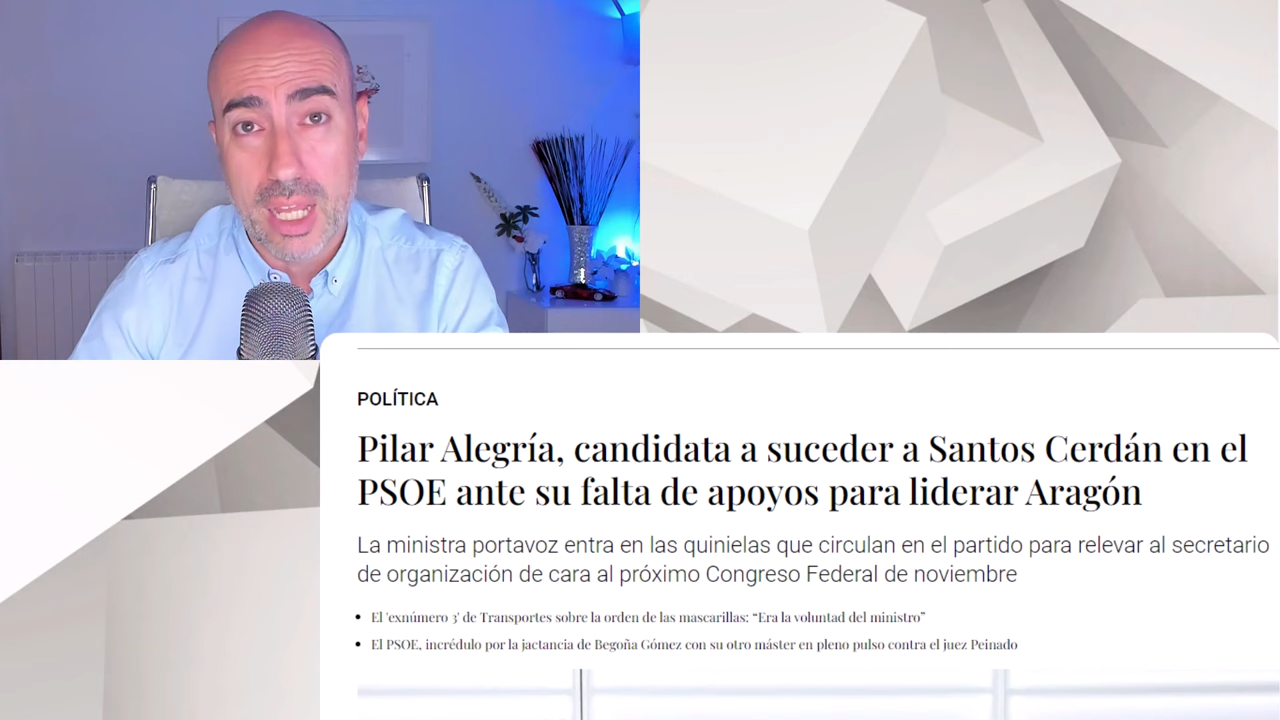 POLÍTICA
Pilar Alegría, candidata a suceder a Santos Cerdán en el
PSOE ante su falta de apoyos para liderar Aragón
La ministra portavoz entra en las quinielas que circulan en el partido para relevar al secretario
de organización de cara al próximo Congreso Federal de noviembre
• El 'exnúmero 3' de Transportes sobre la orden de las mascarillas: “Era la voluntad del ministro”
• El PSOE, incrédulo por la jactancia de Begoña Gómez con su otro máster en pleno pulso contra el juez Peinado